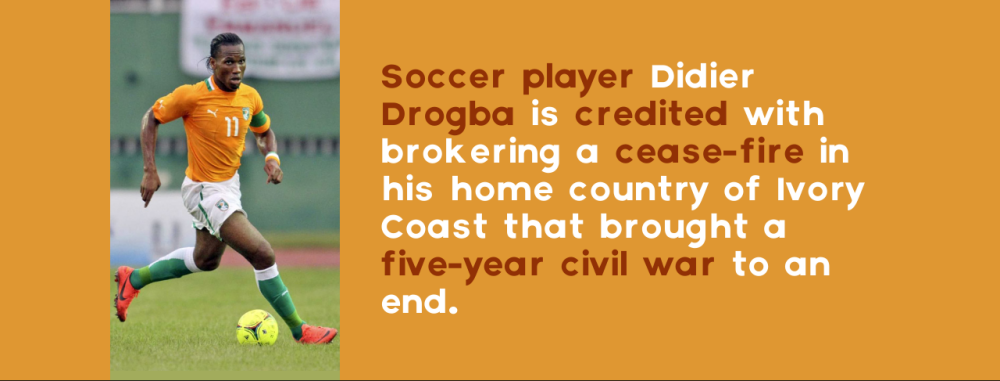 11
Soccer player Didier
Drogba is credited with
brokering a cease-fire in
his home country of Ivory
Coast that brought a
five-year civil war to an
end.